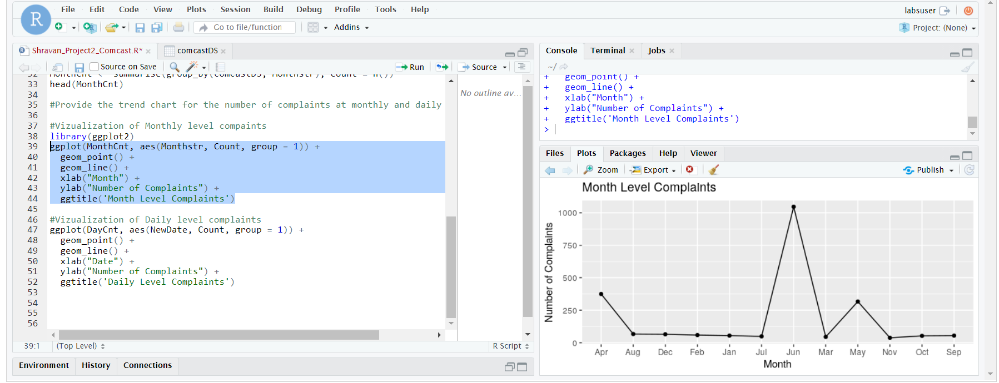 File Edit Code View Plots Session Build Debug Profile Tools Help
labsuser
R
Go to file/function
Addins
Project: (None)
Shravan_Project2_Comcast.R*
comcastDS
Source on Save
Run
Source
33 head(MonthCnt)
34
35 #Provide the trend chart for the number of complaints at monthly and daily
36
37 #Vizualization of Monthly level compaints
38 library(ggplot2)
39 ggplot(MonthCnt, aes(Monthstr, Count, group = 1)) +
40 geom_point() +
41 geom_line() +
42 xlab("Month") +
43 ylab("Number of Complaints") +
44 ggtitle('Month Level Complaints')
45
46 #Vizualization of Daily level complaints
47 ggplot(DayCnt, aes(NewDate, Count, group = 1)) +
48 geom_point() +
49 geom_line() +
50 xlab("Date") +
51 ylab("Number of Complaints") +
52 ggtitle('Daily Level Complaints')
53
54
55
56
No outline av...
39:1 (Top Level)
R Script
Environment History Connections
Console Terminal Jobs
~/
+ geom_point() +
+ geom_line() +
+ xlab("Month") +
+ ylab("Number of Complaints") +
+ ggtitle('Month Level Complaints')
>
Files Plots Packages Help Viewer
Zoom Export Publish
Month Level Complaints
Number of Complaints
1000
750
500
250
0
Apr Aug Dec Feb Jan Jul Jun Mar May Nov Oct Sep
Month